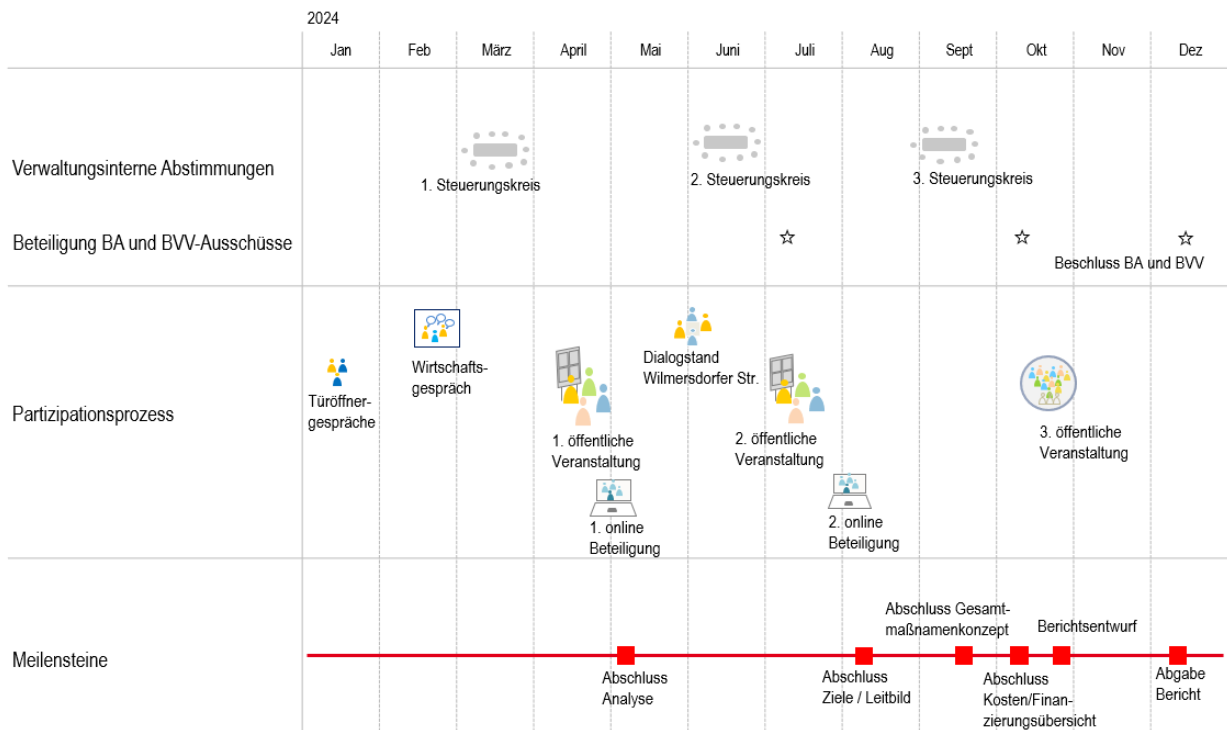 2024
Jan
Feb
März
April
Mai
Juni
Juli
Aug
Sept
Okt
Nov
Dez
Verwaltungsinterne Abstimmungen
1. Steuerungskreis
2. Steuerungskreis
3. Steuerungskreis
Beteiligung BA und BVV-Ausschüsse
Beschluss BA und BVV
Partizipationsprozess
Türöffner-
gespräche
Wirtschafts-
gespräch
1. öffentliche
Veranstaltung
1. online
Beteiligung
Dialogstand
Wilmersdorfer Str.
2. öffentliche
Veranstaltung
2. online
Beteiligung
3. öffentliche
Veranstaltung
Meilensteine
Abschluss
Analyse
Abschluss
Ziele / Leitbild
Abschluss Gesamt-
maßnamenkonzept
Abschluss
Kosten/Finan-
zierungsübersicht
Berichtsentwurf
Abgabe
Bericht